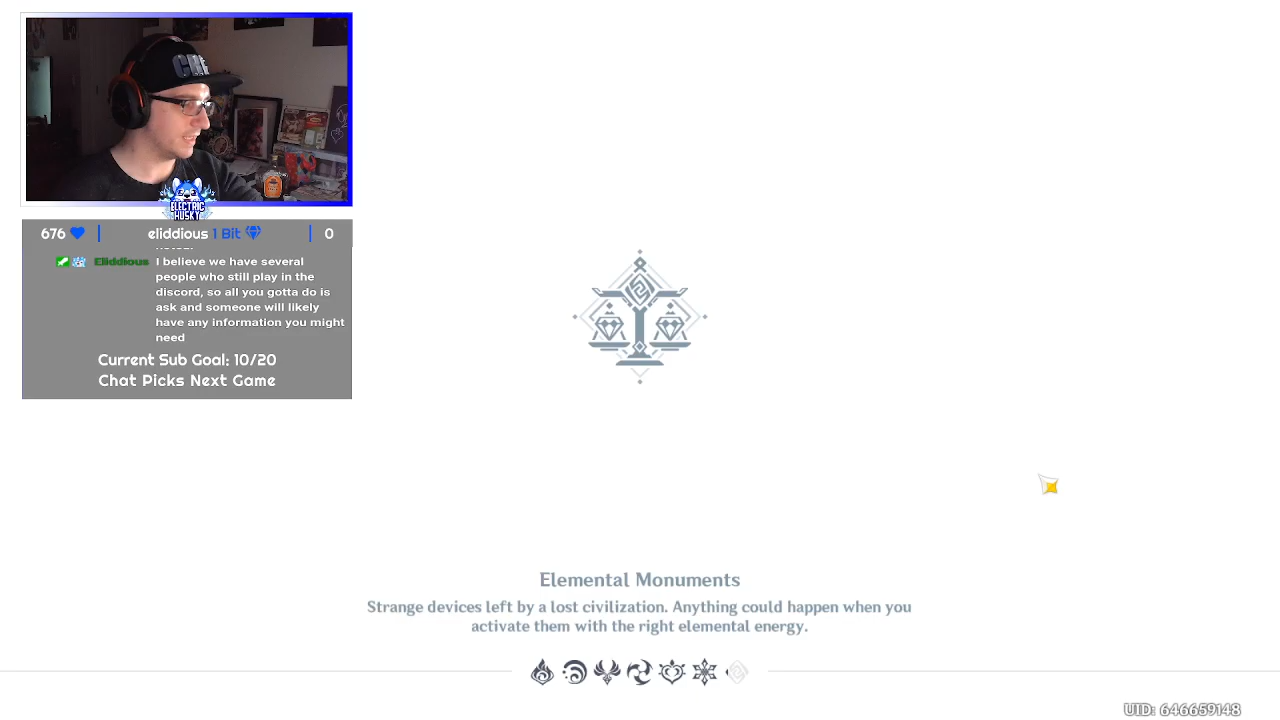 CRF
ELECTRIC
HUSKY
676
eliddious 1 Bit
0
Eliddious I believe we have several
people who still play in the
discord, so all you gotta do is
ask and someone will likely
have any information you might
need
Current Sub Goal: 10/20
Chat Picks Next Game
Elemental Monuments
Strange devices left by a lost civilization. Anything could happen when you
activate them with the right elemental energy.
UID: 646659148